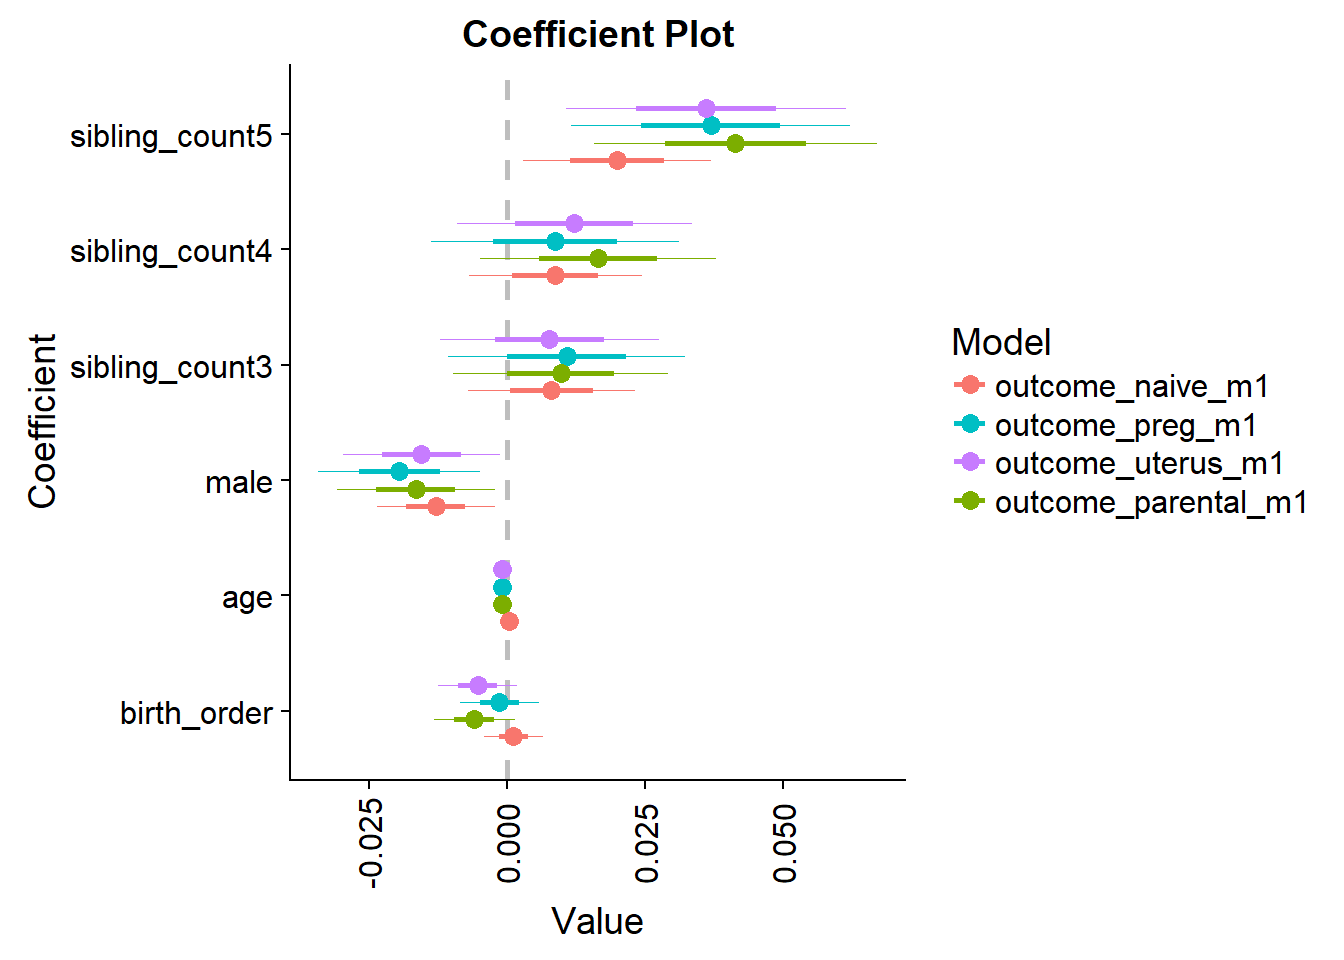 Coefficient Plot
sibling_count5
sibling_count4
sibling_count3
male
age
birth_order
Coefficient
-0.025
0.000
0.025
0.050
Value
Model
outcome_naive_m1
outcome_preg_m1
outcome_uterus_m1
outcome_parental_m1